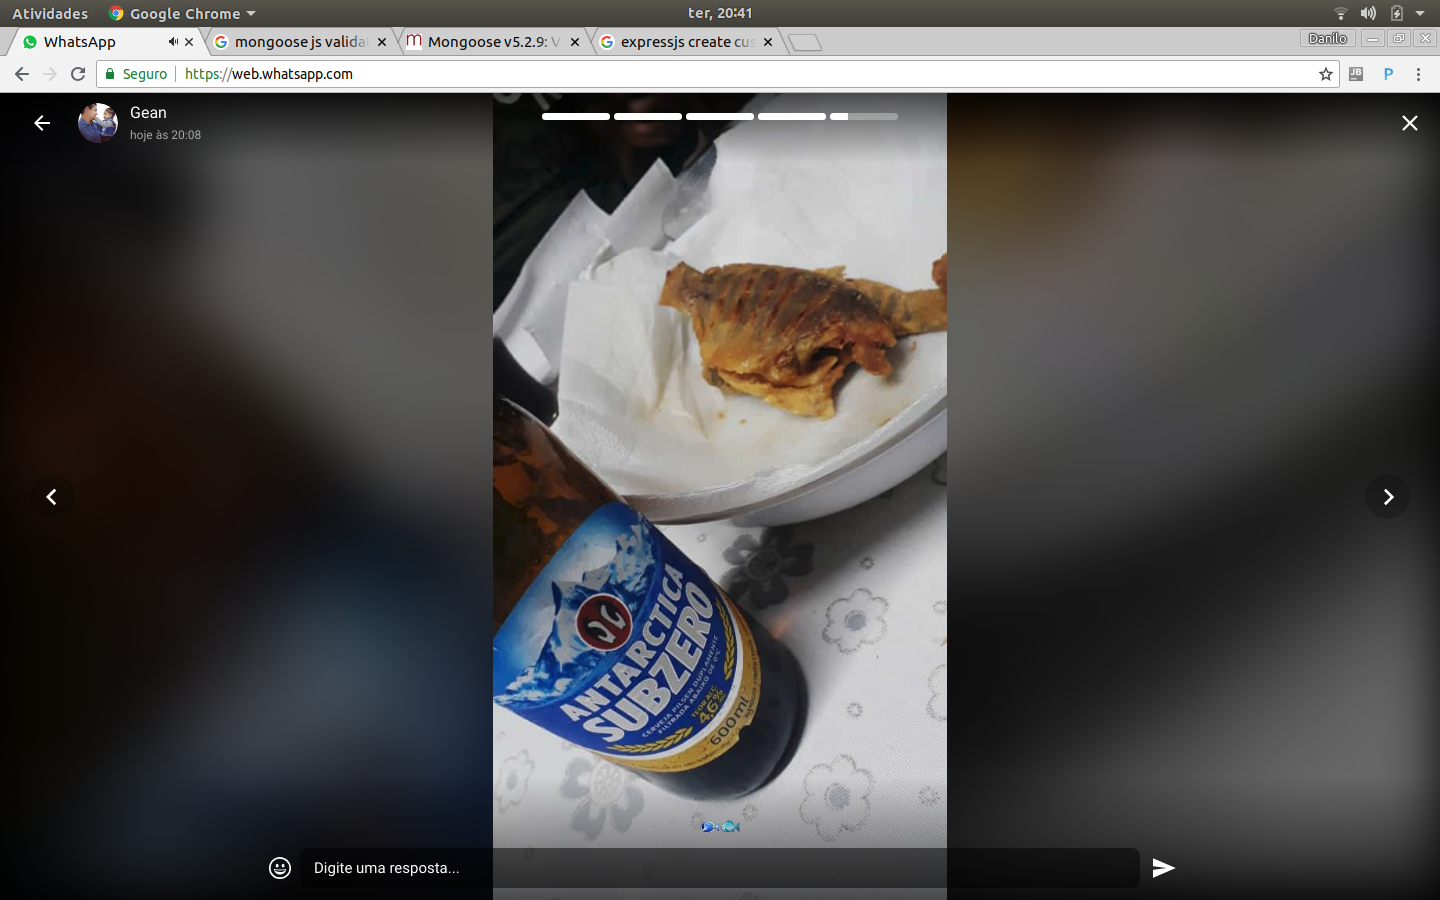 Atividades
Google Chrome
ter, 20:41
WhatsApp
mongoose js valida
Mongoose v5.2.9: V
expressjs create cus
Danilo
Seguro
https://web.whatsapp.com
Gean
hoje às 20:08
ANTARCTICA
SUBZERO
CERVEJA PILSEN DUPLAMENTE
FILTRADA ABAIXO DE 0°C
TEOR ALC.
4,6%
600ml
Digite uma resposta...